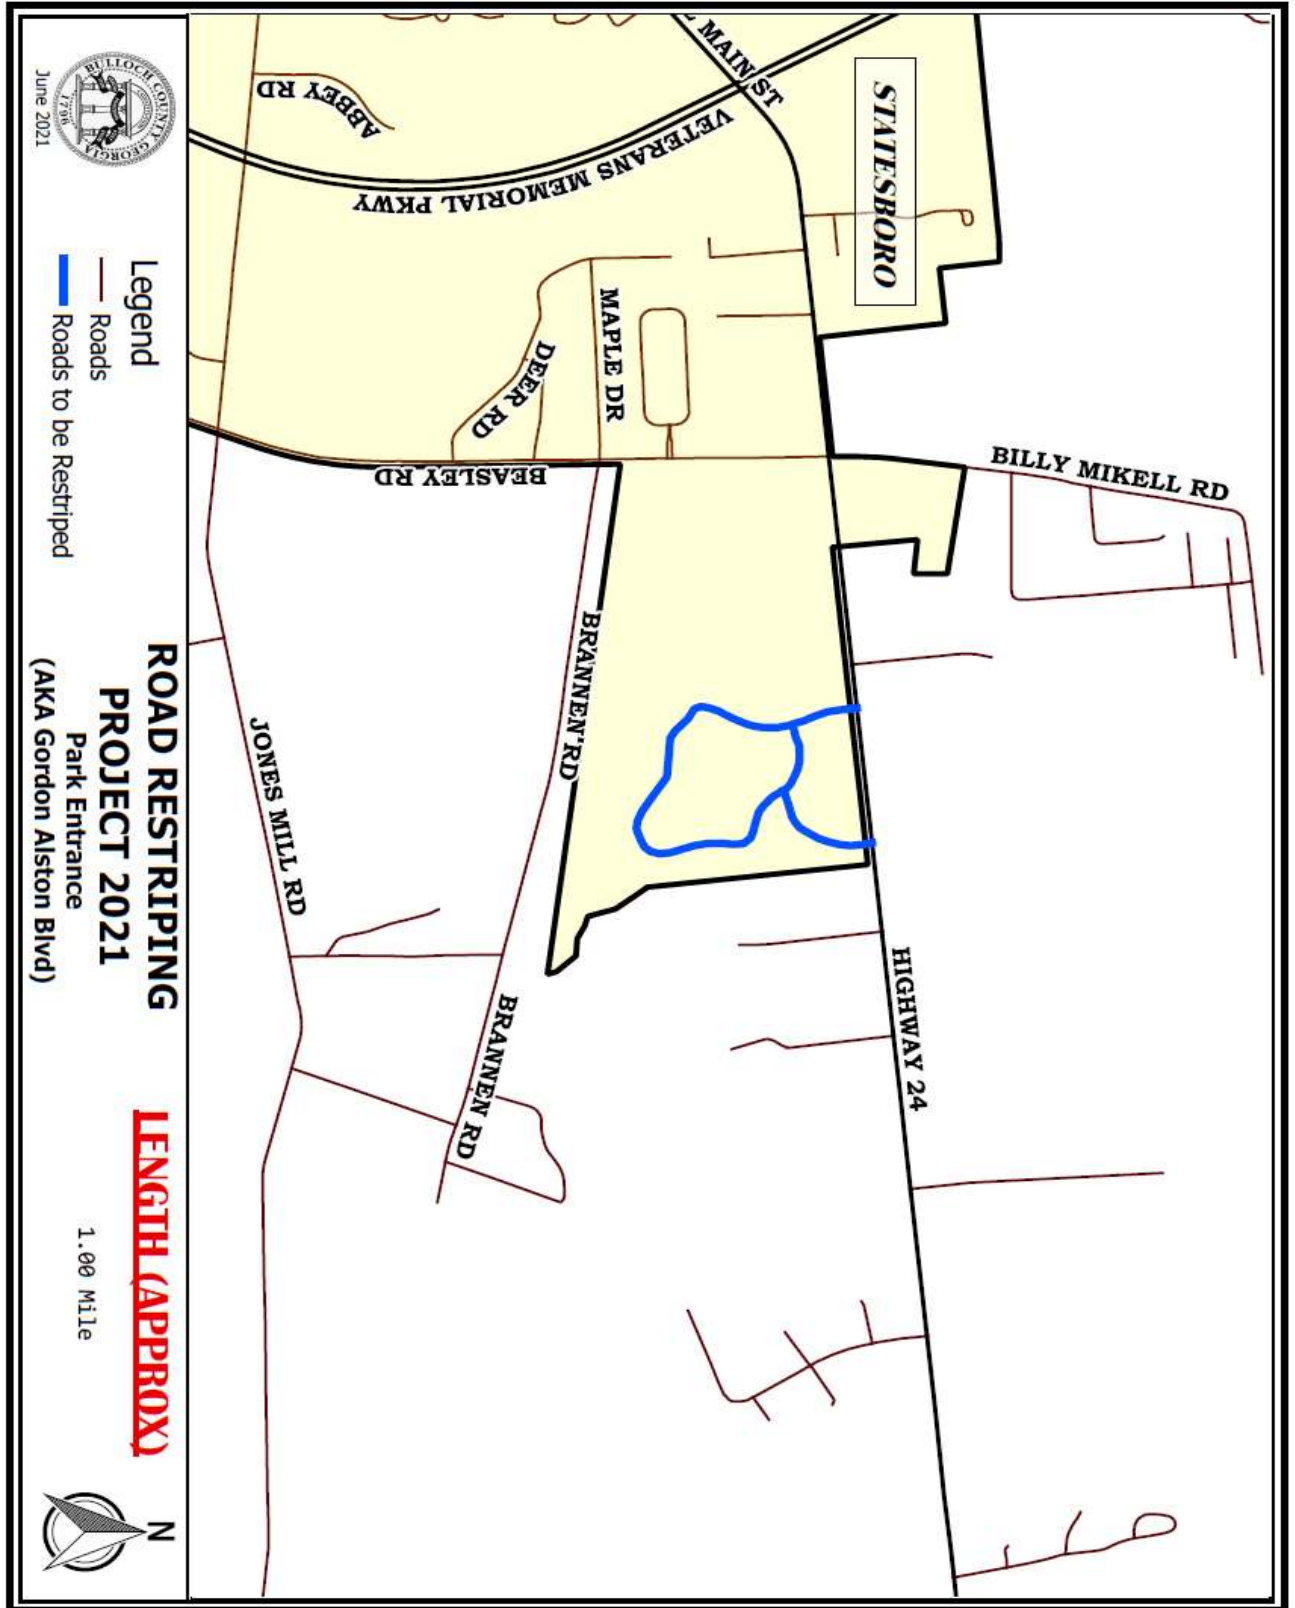 E MAIN ST
STATESBORO
ABBEY RD
VETERANS MEMORIAL PKWY
MAPLE DR
DEER RD
BEASLEY RD
BILLY MIKELL RD
BRANNEN RD
JONES MILL RD
HIGHWAY 24
BRANNEN RD
BULLOCH COUNTY GEORGIA
1796
June 2021
Legend
Roads
Roads to be Restriped
ROAD RESTRIPING
PROJECT 2021
Park Entrance
(AKA Gordon Alston Blvd)
LENGTH (APPROX)
1.00 Mile
N